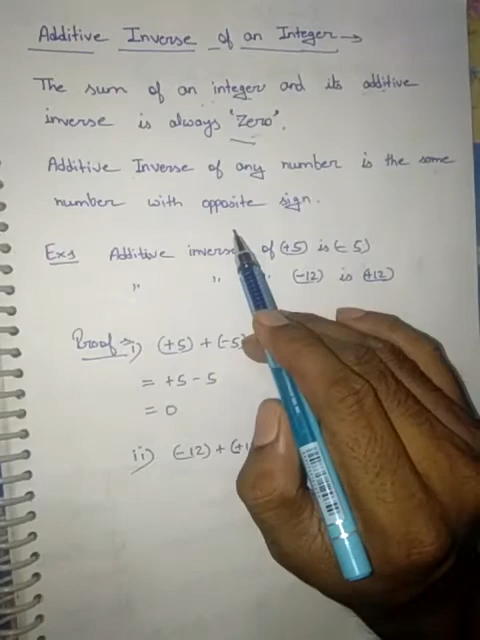 Additive Inverse of an Integer →
The sum of an integer and its additive
inverse is always 'Zero'.
Additive Inverse of any number is the same
number with opposite sign.
Exs Additive inverse of (+5) is (-5)
" " " (-12) is (+12)
Proof → i) (+5) + (-5)
= +5 - 5
= 0
ii) (-12) + (+1